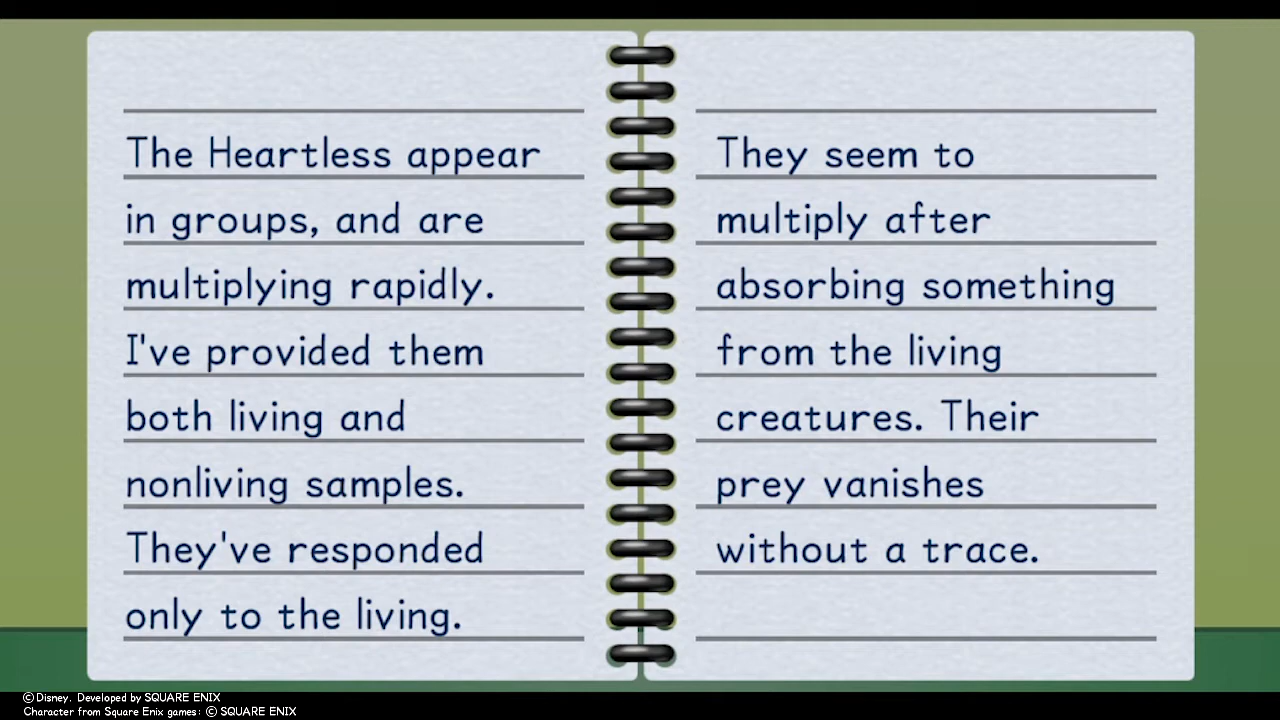 The Heartless appear
in groups, and are
multiplying rapidly.
I've provided them
both living and
nonliving samples.
They've responded
only to the living.
They seem to
multiply after
absorbing something
from the living
creatures. Their
prey vanishes
without a trace.
©Disney. Developed by SQUARE ENIX
Character from Square Enix games: © SQUARE ENIX